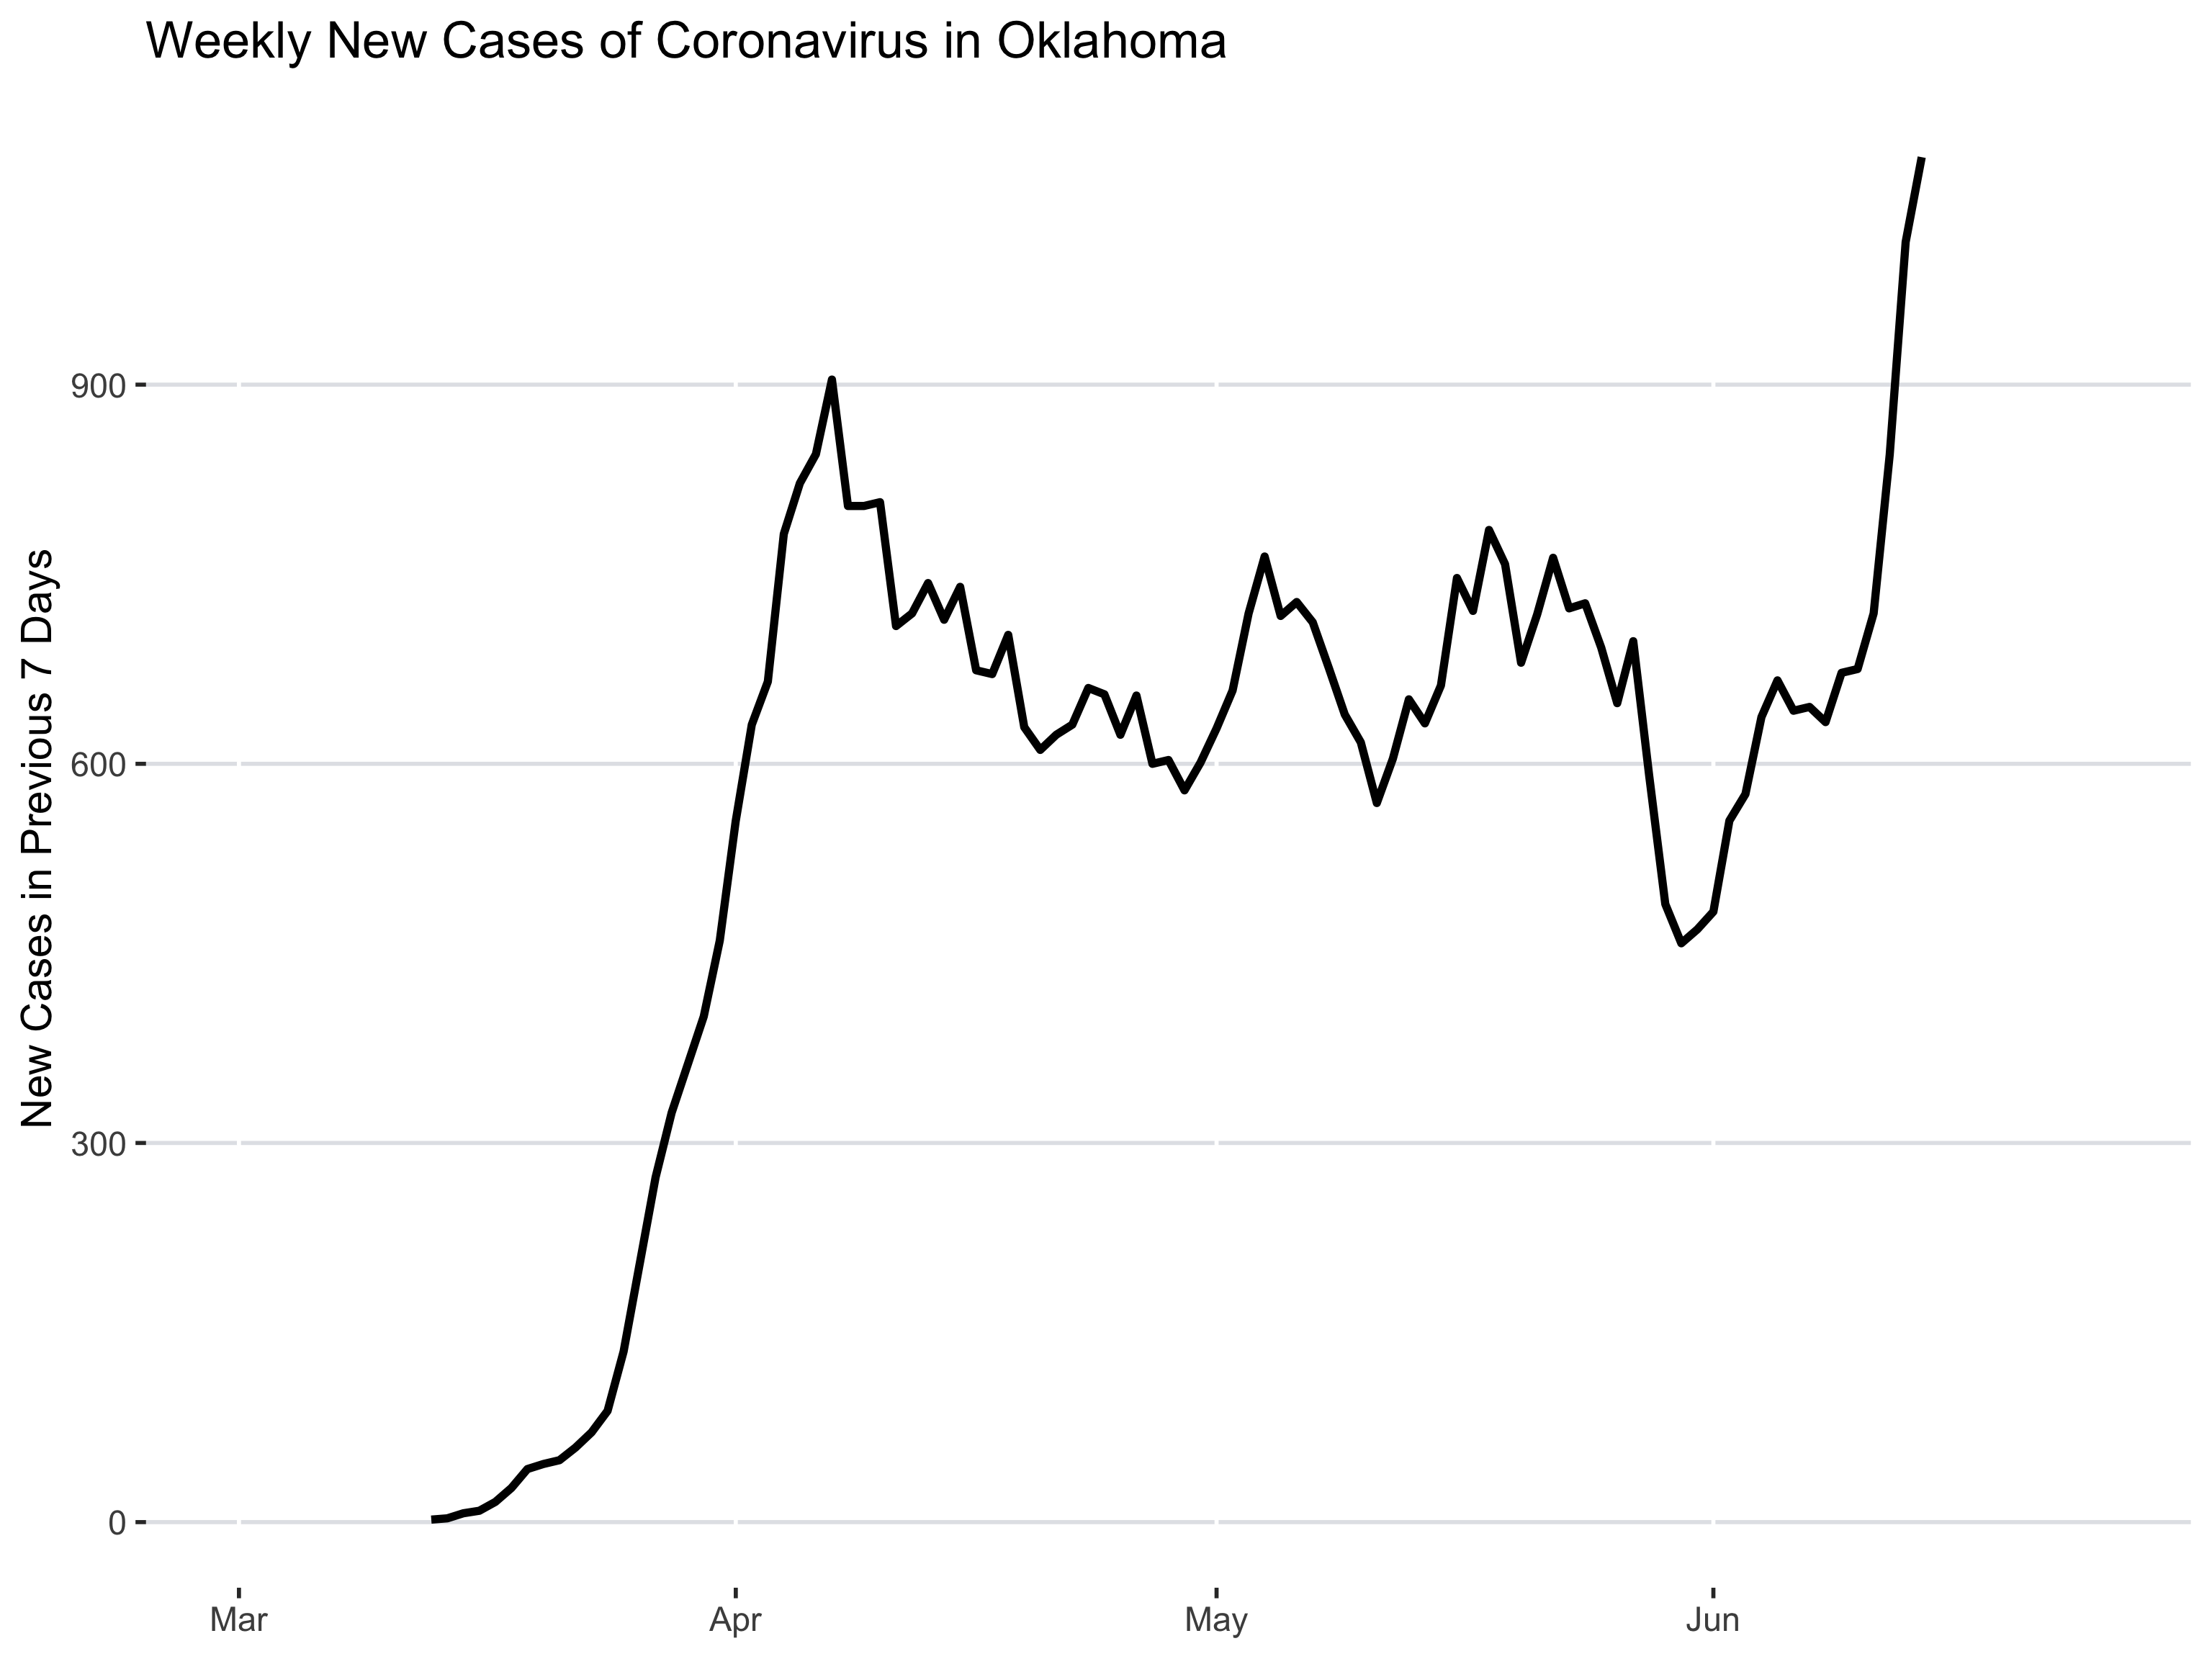 Weekly New Cases of Coronavirus in Oklahoma
New Cases in Previous 7 Days
900
600
300
0
Mar
Apr
May
Jun